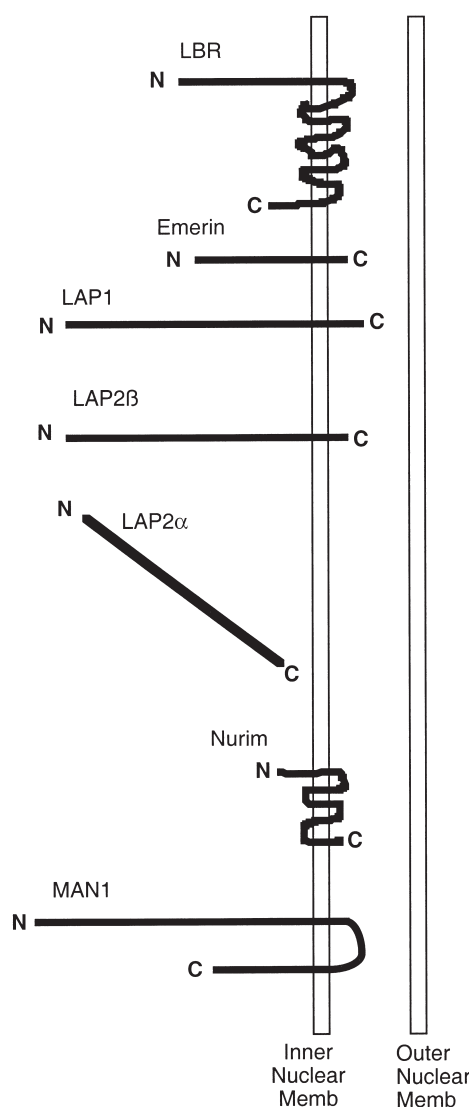 LBR
N
C
Emerin
N C
LAP1
N C
LAP2ß
N C
N
LAP2α
C
Nurim
N
C
MAN1
N
C
Inner
Nuclear
Memb
Outer
Nuclear
Memb